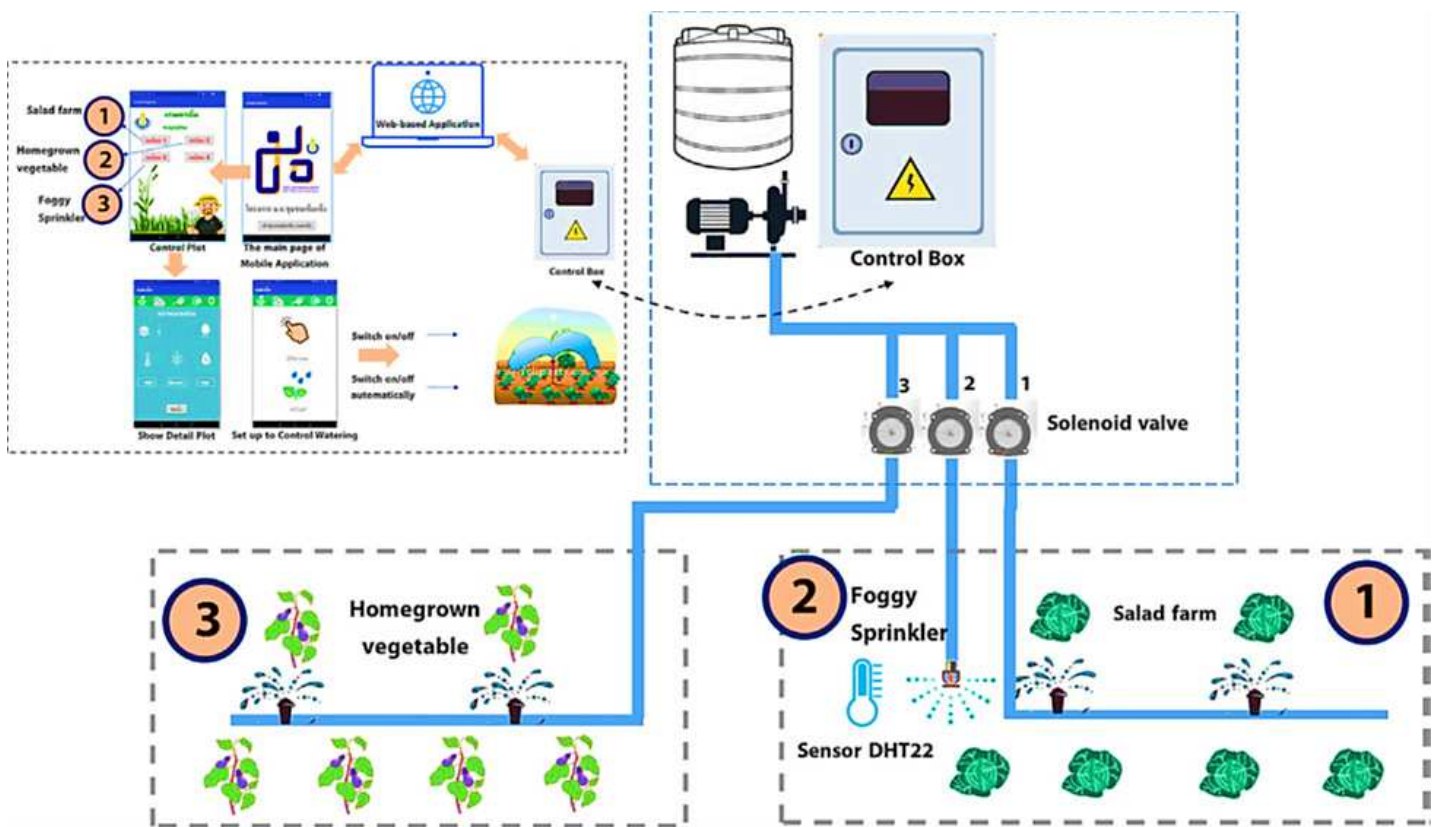 Salad farm
1
Homegrown
vegetable
2
Foggy
Sprinkler
3
Control Plot
The main page of
Mobile Application
Web-based Application
Control Box
Show Detail Plot
Set up to Control Watering
Switch on/off
Switch on/off
automatically
Control Box
3
2
1
Solenoid valve
3
Homegrown
vegetable
2
Foggy
Sprinkler
Sensor DHT22
Salad farm
1